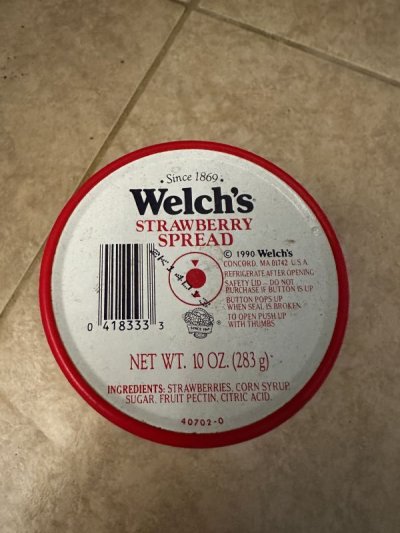 • Since 1869 •
Welch's®
STRAWBERRY
SPREAD
© 1990 Welch's
CONCORD, MA 01742 U.S.A.
REFRIGERATE AFTER OPENING
SAFETY LID – DO NOT
PURCHASE IF BUTTON IS UP
BUTTON POPS UP
WHEN SEAL IS BROKEN
TO OPEN PUSH UP
WITH THUMBS
0 418333 3
NET WT. 10 OZ. (283 g)
INGREDIENTS: STRAWBERRIES, CORN SYRUP,
SUGAR, FRUIT PECTIN, CITRIC ACID.
40702-0